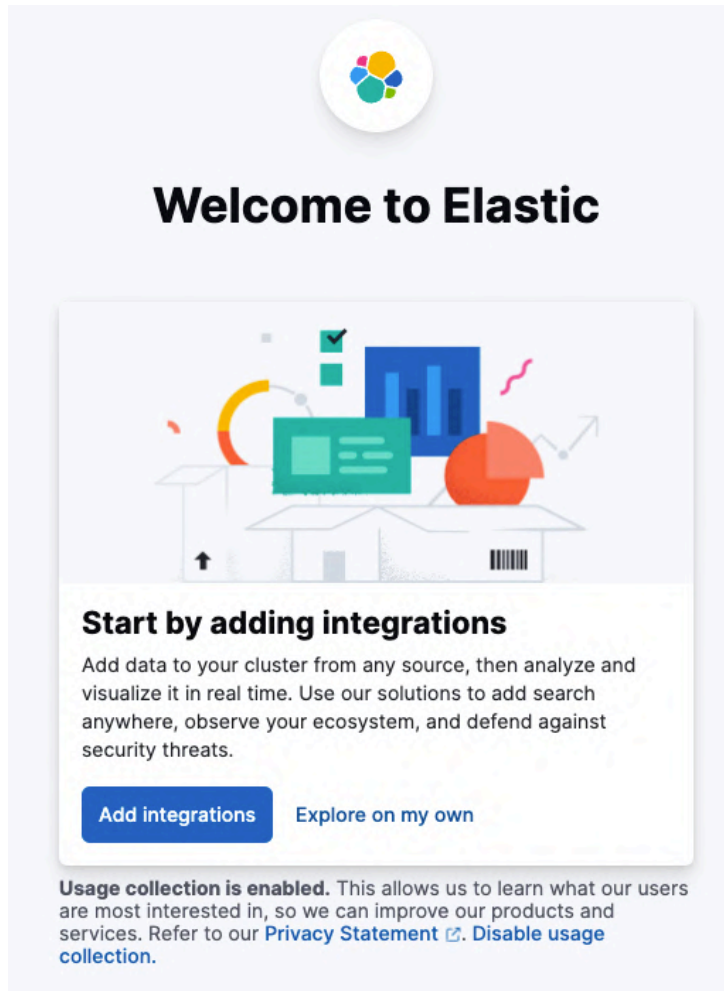 Welcome to Elastic
Start by adding integrations
Add data to your cluster from any source, then analyze and
visualize it in real time. Use our solutions to add search
anywhere, observe your ecosystem, and defend against
security threats.
Add integrations
Explore on my own
Usage collection is enabled. This allows us to learn what our users
are most interested in, so we can improve our products and
services. Refer to our Privacy Statement. Disable usage
collection.